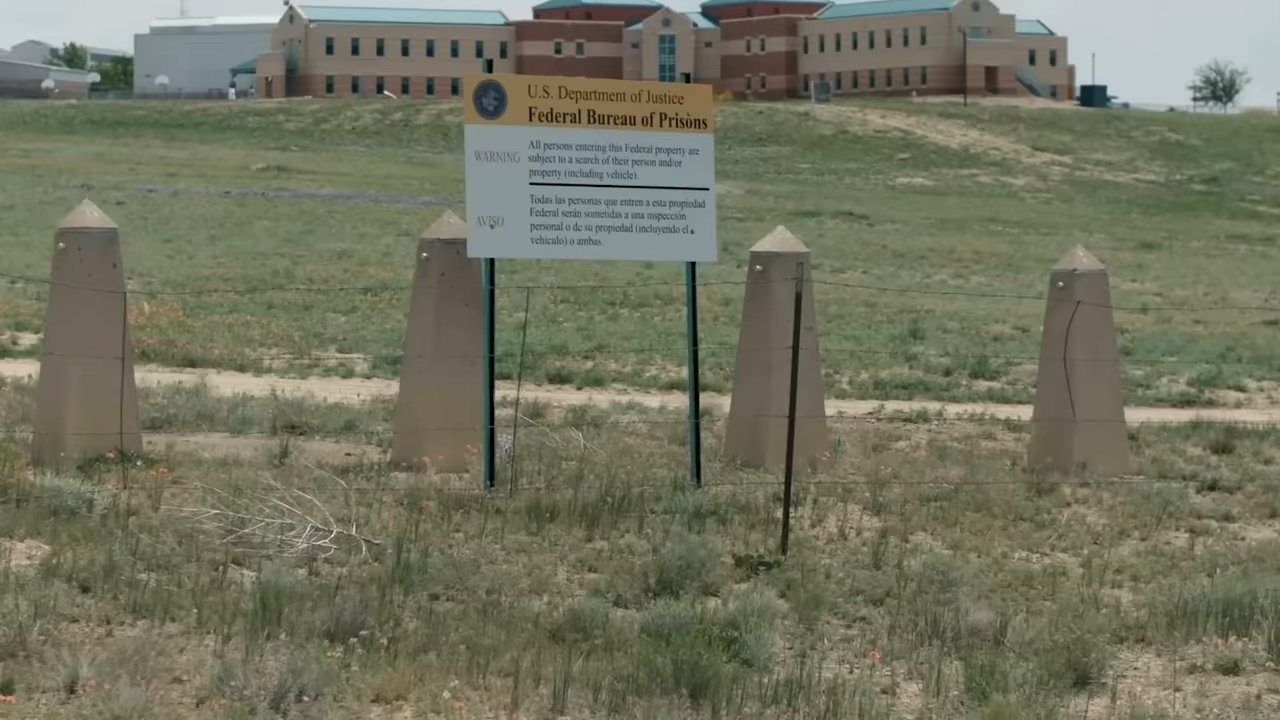 U.S. Department of Justice
Federal Bureau of Prisons
WARNING
All persons entering this Federal property are
subject to a search of their person and/or
property (including vehicle).
AVISO
Todas las personas que entren a esta propiedad
Federal serán sometidas a una inspección
personal o de su propiedad (incluyendo el
vehículo) o ambas.